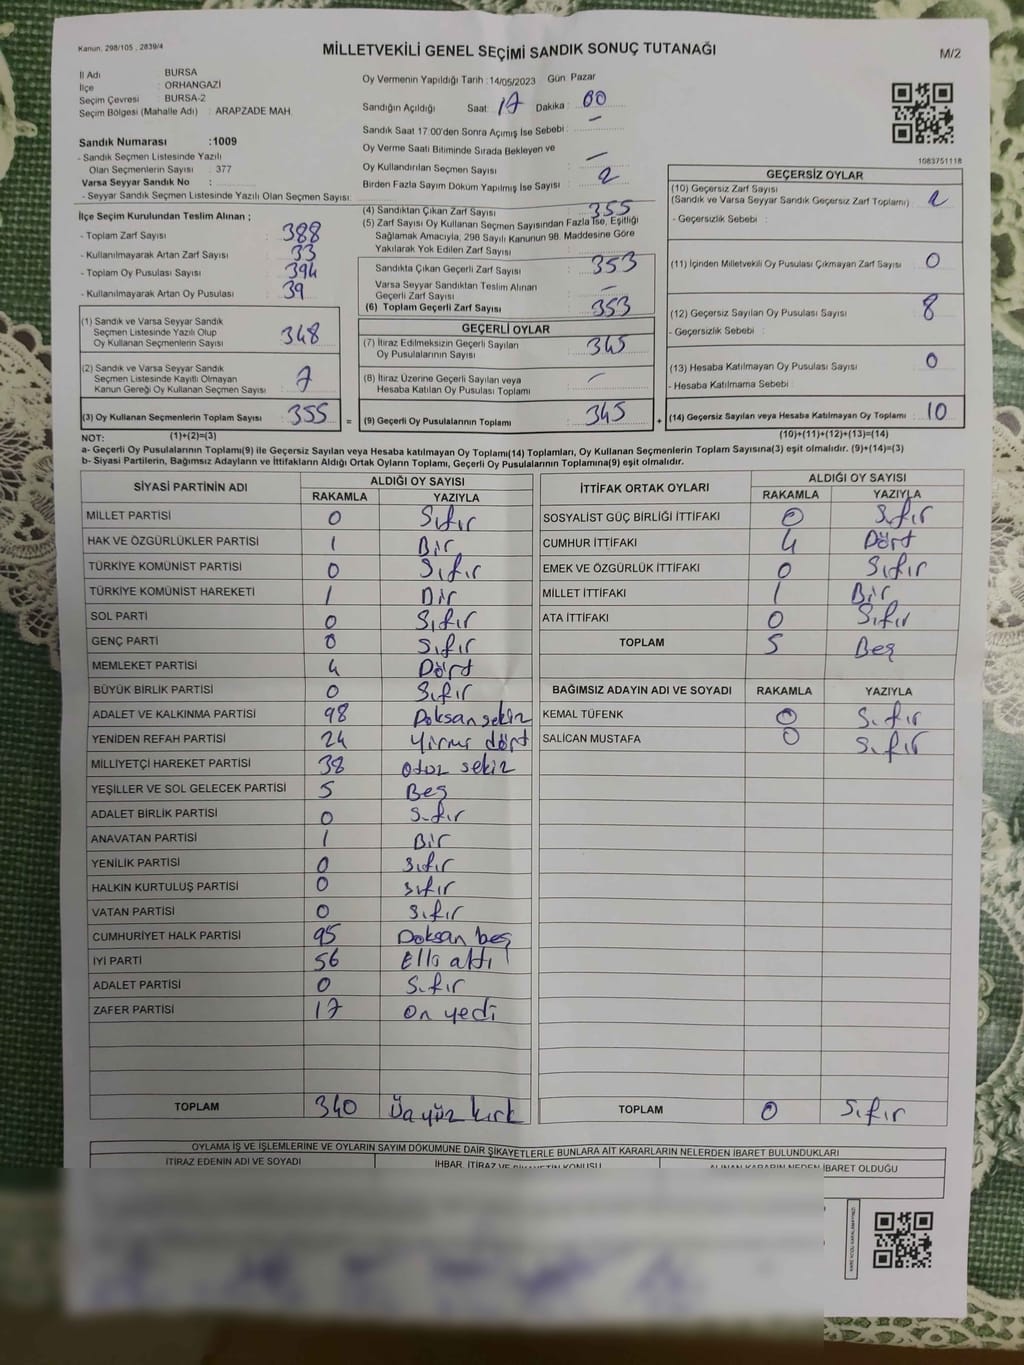 Kanun, 298/105 , 2839/4
MİLLETVEKİLİ GENEL SEÇİMİ SANDIK SONUÇ TUTANAĞI
M/2
İl Adı : BURSA
İlçe : ORHANGAZİ
Seçim Çevresi : BURSA-2
Seçim Bölgesi (Mahalle Adı) : ARAPZADE MAH
Sandık Numarası :1009
- Sandık Seçmen Listesinde Yazılı
Olan Seçmenlerin Sayısı : 377
Varsa Seyyar Sandık No :
- Seyyar Sandık Seçmen Listesinde Yazılı Olan Seçmen Sayısı:
Oy Vermenin Yapıldığı Tarih :14/05/2023 Gün Pazar
Sandığın Açıldığı Saat : 17 Dakika : 00
Sandık Saat 17.00'den Sonra Açımış İse Sebebi : –
Oy Verme Saati Bitiminde Sırada Bekleyen ve
Oy Kullandırılan Seçmen Sayısı : –
Birden Fazla Sayım Döküm Yapılmış İse Sayısı : 2
1083751118
İlçe Seçim Kurulundan Teslim Alınan ;
- Toplam Zarf Sayısı : 388
- Kullanılmayarak Artan Zarf Sayısı : 33
- Toplam Oy Pusulası Sayısı : 394
- Kullanılmayarak Artan Oy Pusulası : 39
(1) Sandık ve Varsa Seyyar Sandık
Seçmen Listesinde Yazılı Olup
Oy Kullanan Seçmenlerin Sayısı : 348
(2) Sandık ve Varsa Seyyar Sandık
Seçmen Listesinde Kayıtlı Olmayan
Kanun Gereği Oy Kullanan Seçmen Sayısı : 7
(3) Oy Kullanan Seçmenlerin Toplam Sayısı : 355
(4) Sandıktan Çıkan Zarf Sayısı : 355
(5) Zarf Sayısı Oy Kullanan Seçmen Sayısından Fazla İse, Eşitliği
Sağlamak Amacıyla, 298 Sayılı Kanunun 98. Maddesine Göre
Yakılarak Yok Edilen Zarf Sayısı :
Sandıkta Çıkan Geçerli Zarf Sayısı : 353
Varsa Seyyar Sandıktan Teslim Alınan
Geçerli Zarf Sayısı : –
(6) Toplam Geçerli Zarf Sayısı : 353
GEÇERLİ OYLAR
(7) İtiraz Edilmeksizin Geçerli Sayılan
Oy Pusulalarının Sayısı : 345
(8) İtiraz Üzerine Geçerli Sayılan veya
Hesaba Katılan Oy Pusulası Toplamı : –
= (9) Geçerli Oy Pusulalarının Toplamı : 345
GEÇERSİZ OYLAR
(10) Geçersiz Zarf Sayısı
(Sandık ve Varsa Seyyar Sandık Geçersiz Zarf Toplamı) : 2
- Geçersizlik Sebebi :
(11) İçinden Milletvekili Oy Pusulası Çıkmayan Zarf Sayısı : 0
(12) Geçersiz Sayılan Oy Pusulası Sayısı : 8
- Geçersizlik Sebebi :
(13) Hesaba Katılmayan Oy Pusulası Sayısı : 0
- Hesaba Katılmama Sebebi :
+ (14) Geçersiz Sayılan veya Hesaba Katılmayan Oy Toplamı : 10
NOT: (1)+(2)=(3)
(10)+(11)+(12)+(13)=(14)
a- Geçerli Oy Pusulalarının Toplamı(9) ile Geçersiz Sayılan veya Hesaba katılmayan Oy Toplamı(14) Toplamları, Oy Kullanan Seçmenlerin Toplam Sayısına(3) eşit olmalıdır. (9)+(14)=(3)
b- Siyasi Partilerin, Bağımsız Adayların ve İttifakların Aldığı Ortak Oyların Toplamı, Geçerli Oy Pusulalarının Toplamına(9) eşit olmalıdır.
SİYASİ PARTİNİN ADI ALDIĞI OY SAYISI
RAKAMLA YAZIYLA
MİLLET PARTİSİ 0 Sıfır
HAK VE ÖZGÜRLÜKLER PARTİSİ 1 Bir
TÜRKİYE KOMÜNİST PARTİSİ 0 Sıfır
TÜRKİYE KOMÜNİST HAREKETİ 1 Bir
SOL PARTİ 0 Sıfır
GENÇ PARTİ 0 Sıfır
MEMLEKET PARTİSİ 4 Dört
BÜYÜK BİRLİK PARTİSİ 0 Sıfır
ADALET VE KALKINMA PARTİSİ 98 Doksan sekiz
YENİDEN REFAH PARTİSİ 24 Yirmi dört
MİLLİYETÇİ HAREKET PARTİSİ 38 Otuz sekiz
YEŞİLLER VE SOL GELECEK PARTİSİ 5 Beş
ADALET BİRLİK PARTİSİ 0 Sıfır
ANAVATAN PARTİSİ 1 Bir
YENİLİK PARTİSİ 0 Sıfır
HALKIN KURTULUŞ PARTİSİ 0 Sıfır
VATAN PARTİSİ 0 Sıfır
CUMHURİYET HALK PARTİSİ 95 Doksan beş
İYİ PARTİ 56 Elli altı
ADALET PARTİSİ 0 Sıfır
ZAFER PARTİSİ 17 On yedi
TOPLAM 340 Üç yüz kırk
İTTİFAK ORTAK OYLARI ALDIĞI OY SAYISI
RAKAMLA YAZIYLA
SOSYALİST GÜÇ BİRLİĞİ İTTİFAKI 0 Sıfır
CUMHUR İTTİFAKI 4 Dört
EMEK VE ÖZGÜRLÜK İTTİFAKI 0 Sıfır
MİLLET İTTİFAKI 1 Bir
ATA İTTİFAKI 0 Sıfır
TOPLAM 5 Beş
BAĞIMSIZ ADAYIN ADI VE SOYADI RAKAMLA YAZIYLA
KEMAL TÜFENK 0 Sıfır
SALİCAN MUSTAFA 0 Sıfır
TOPLAM 0 Sıfır
OYLAMA İŞ VE İŞLEMLERİNE VE OYLARIN SAYIM DÖKÜMÜNE DAİR ŞİKAYETLERLE BUNLARA AİT KARARLARIN NELERDEN İBARET BULUNDUKLARI
İTİRAZ EDENİN ADI VE SOYADI
İHBAR, İTİRAZ VE ŞİKAYETİN KONUSU
ALINAN KARARIN NEDEN İBARET OLDUĞU